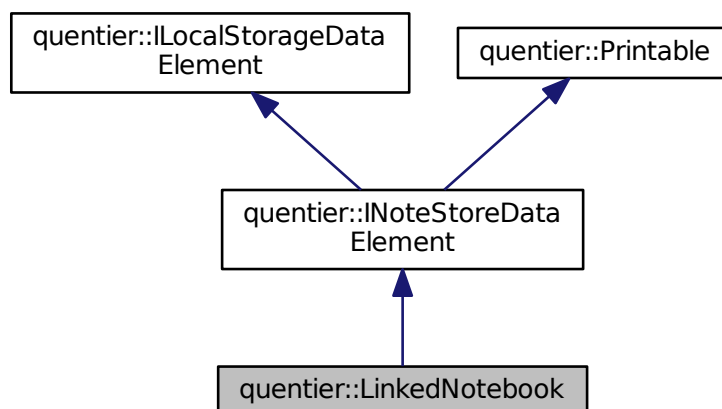 quentier::ILocalStorageData
Element
quentier::Printable
quentier::INoteStoreData
Element
quentier::LinkedNotebook